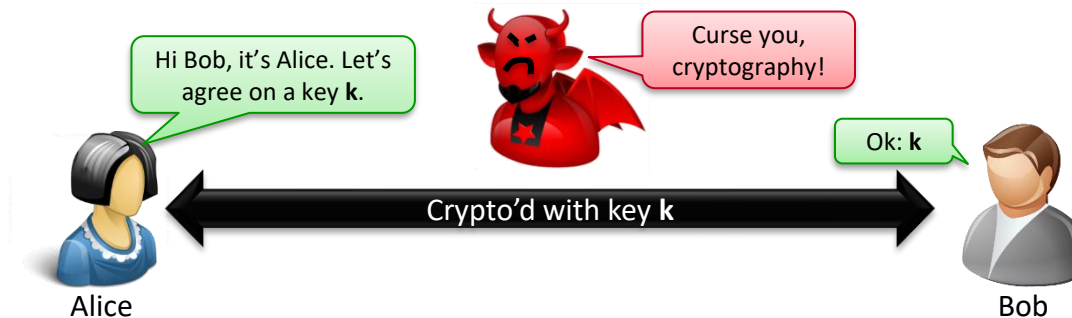 Hi Bob, it’s Alice. Let’s
agree on a key k.
Curse you,
cryptography!
Ok: k
Crypto’d with key k
Alice
Bob